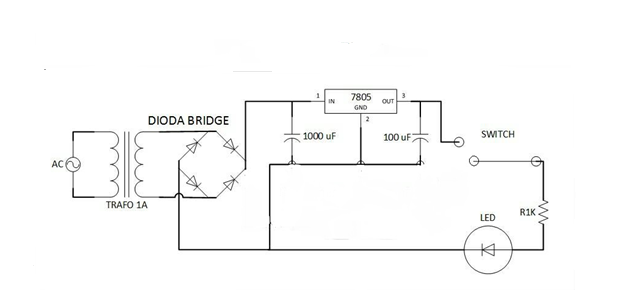 1
IN
7805
GND
OUT
3
2
DIODA BRIDGE
1000 uF
100 uF
SWITCH
AC
TRAFO 1A
R1K
LED